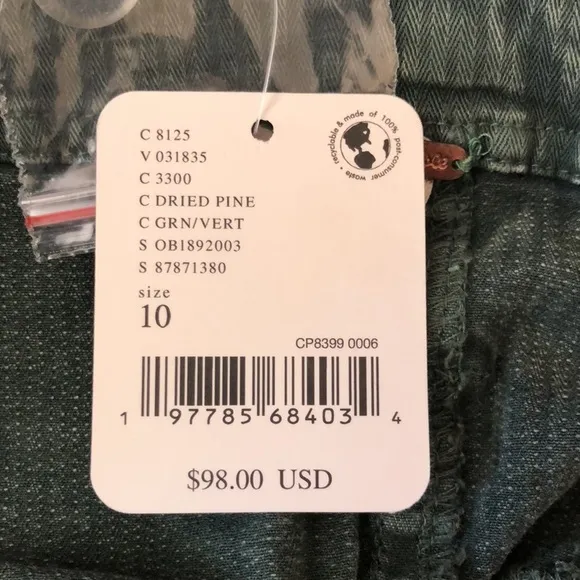 C 8125
V 031835
C 3300
C DRIED PINE
C GRN/VERT
S OB1892003
S 87871380
size
10
recyclable & made of 100% post-consumer waste •
CP8399 0006
1 97785 68403 4
$98.00 USD